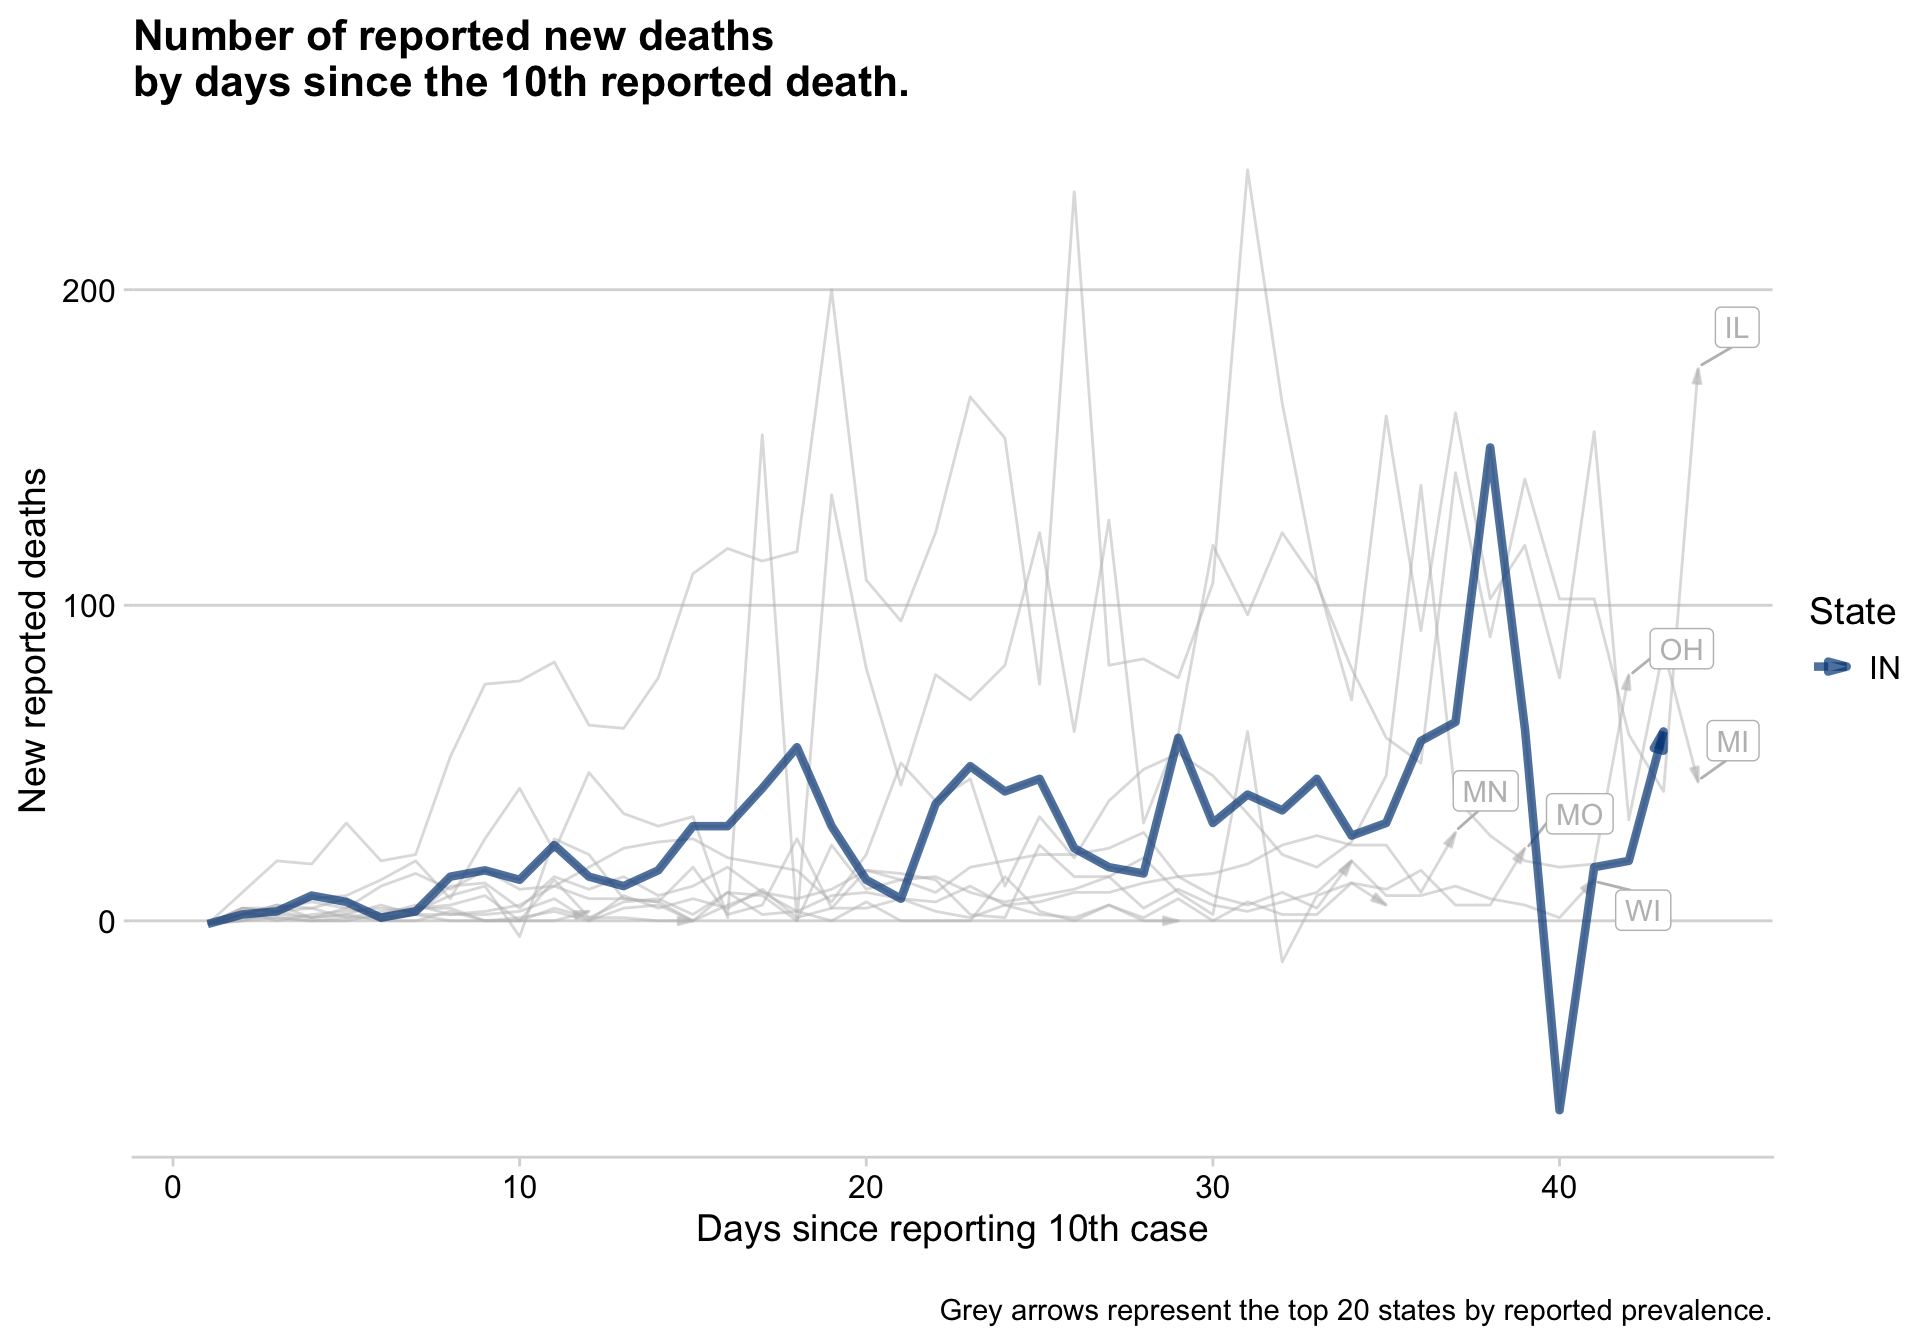 Number of reported new deaths
by days since the 10th reported death.
New reported deaths
200
100
0
IL
OH
MI
MN
MO
WI
State
IN
0 10 20 30 40
Days since reporting 10th case
Grey arrows represent the top 20 states by reported prevalence.